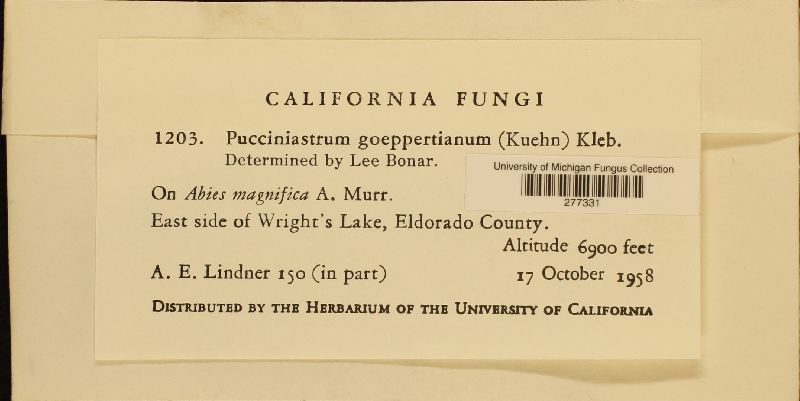 CALIFORNIA FUNGI
1203. Pucciniastrum goeppertianum (Kuehn) Kleb.
Determined by Lee Bonar.
University of Michigan Fungus Collection
277331
On Abies magnifica A. Murr.
East side of Wright's Lake, Eldorado County.
Altitude 6900 feet
A. E. Lindner 150 (in part) 17 October 1958
DISTRIBUTED BY THE HERBARIUM OF THE UNIVERSITY OF CALIFORNIA